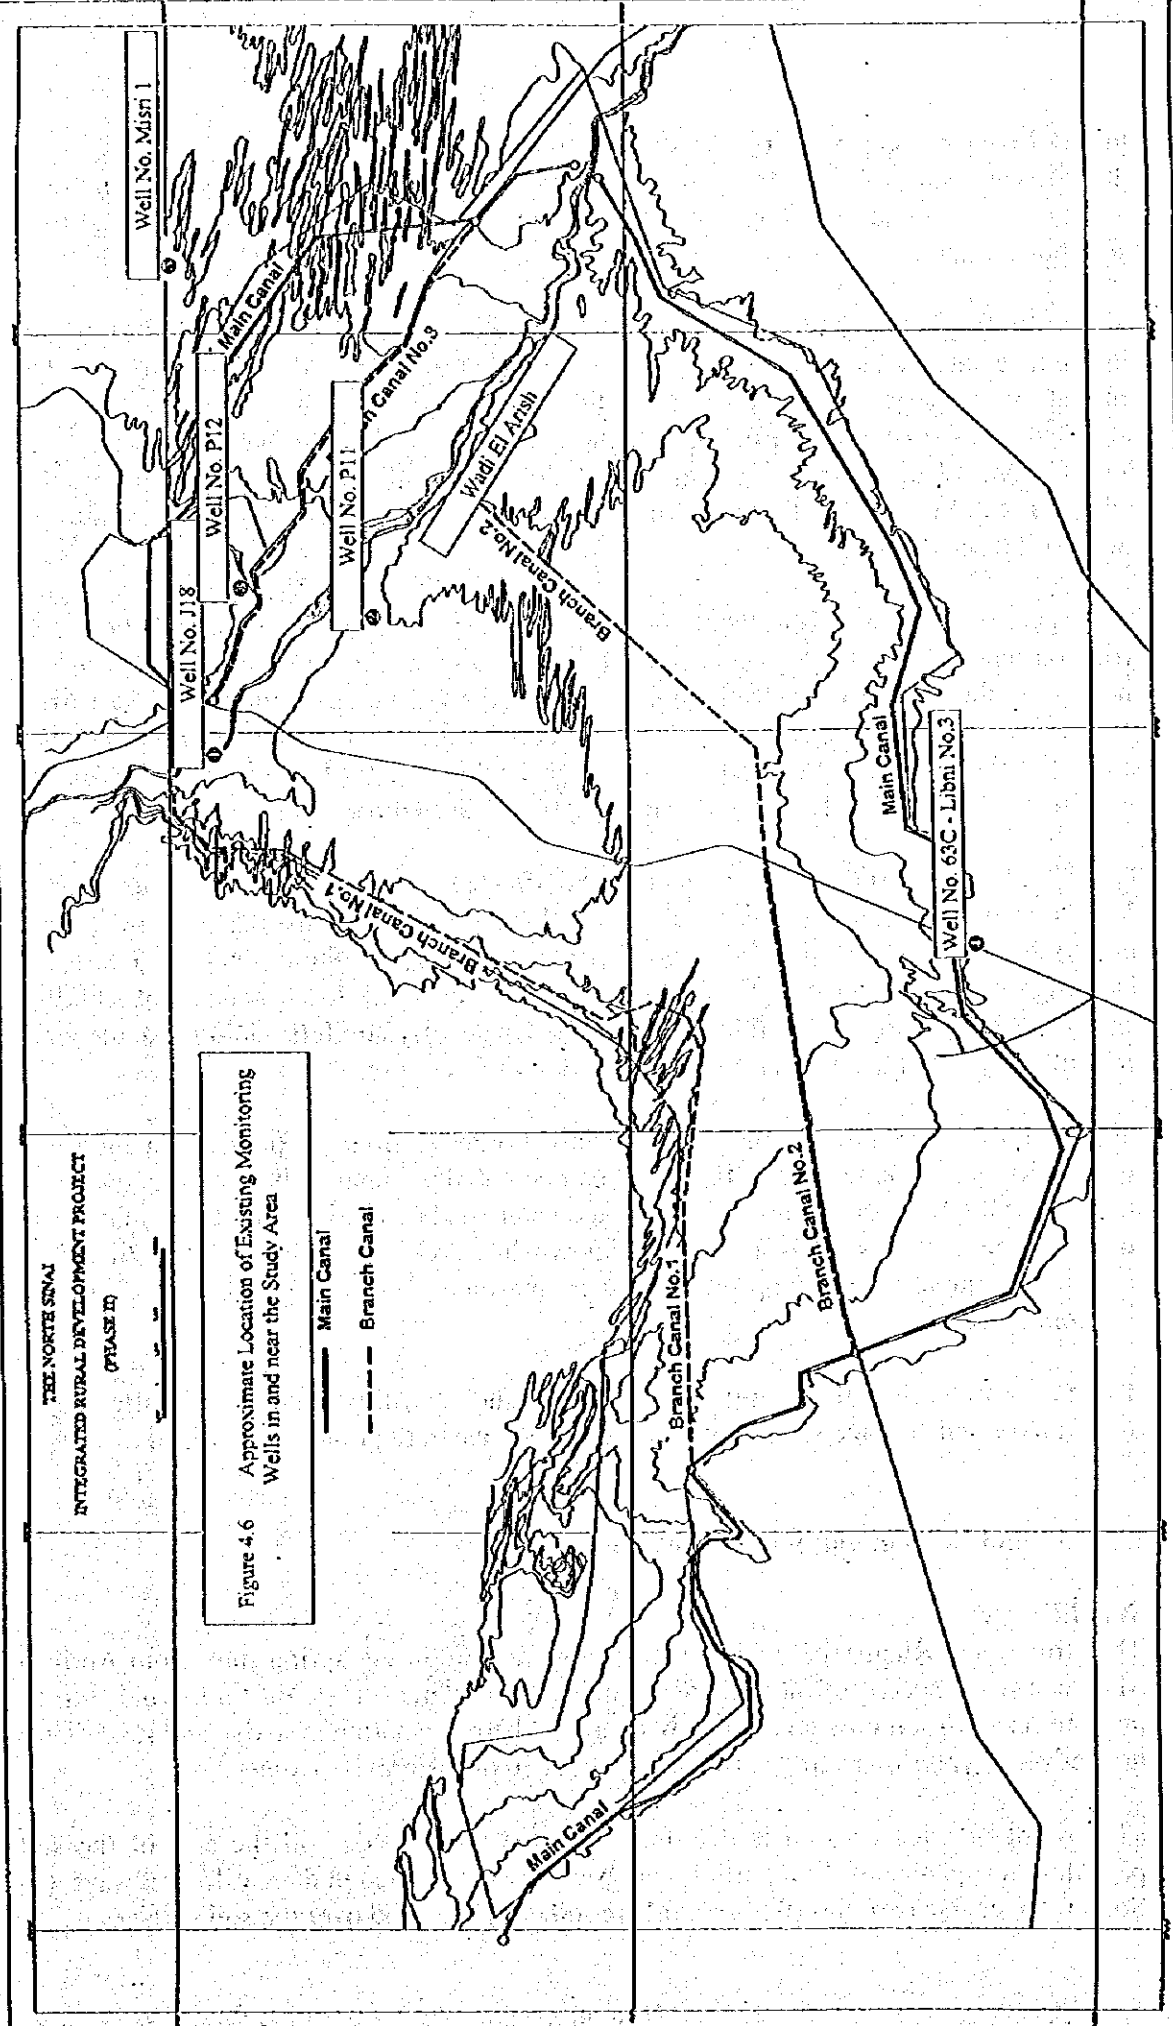 THE NORTH SINAI
INTEGRATED RURAL DEVELOPMENT PROJECT
(PHASE II)
Figure 4.6 Approximate Location of Existing Monitoring
Wells in and near the Study Area
Main Canal
Branch Canal
Well No. Misri 1
Well No. P12
Well No. J18
Well No. P11
Main Canal
Canal No.3
Wadi El Arish
Branch Canal No.2
Branch Canal No.1
Main Canal
Well No. 63C - Libni No.3
Branch Canal No.2
Branch Canal No.1
Main Canal